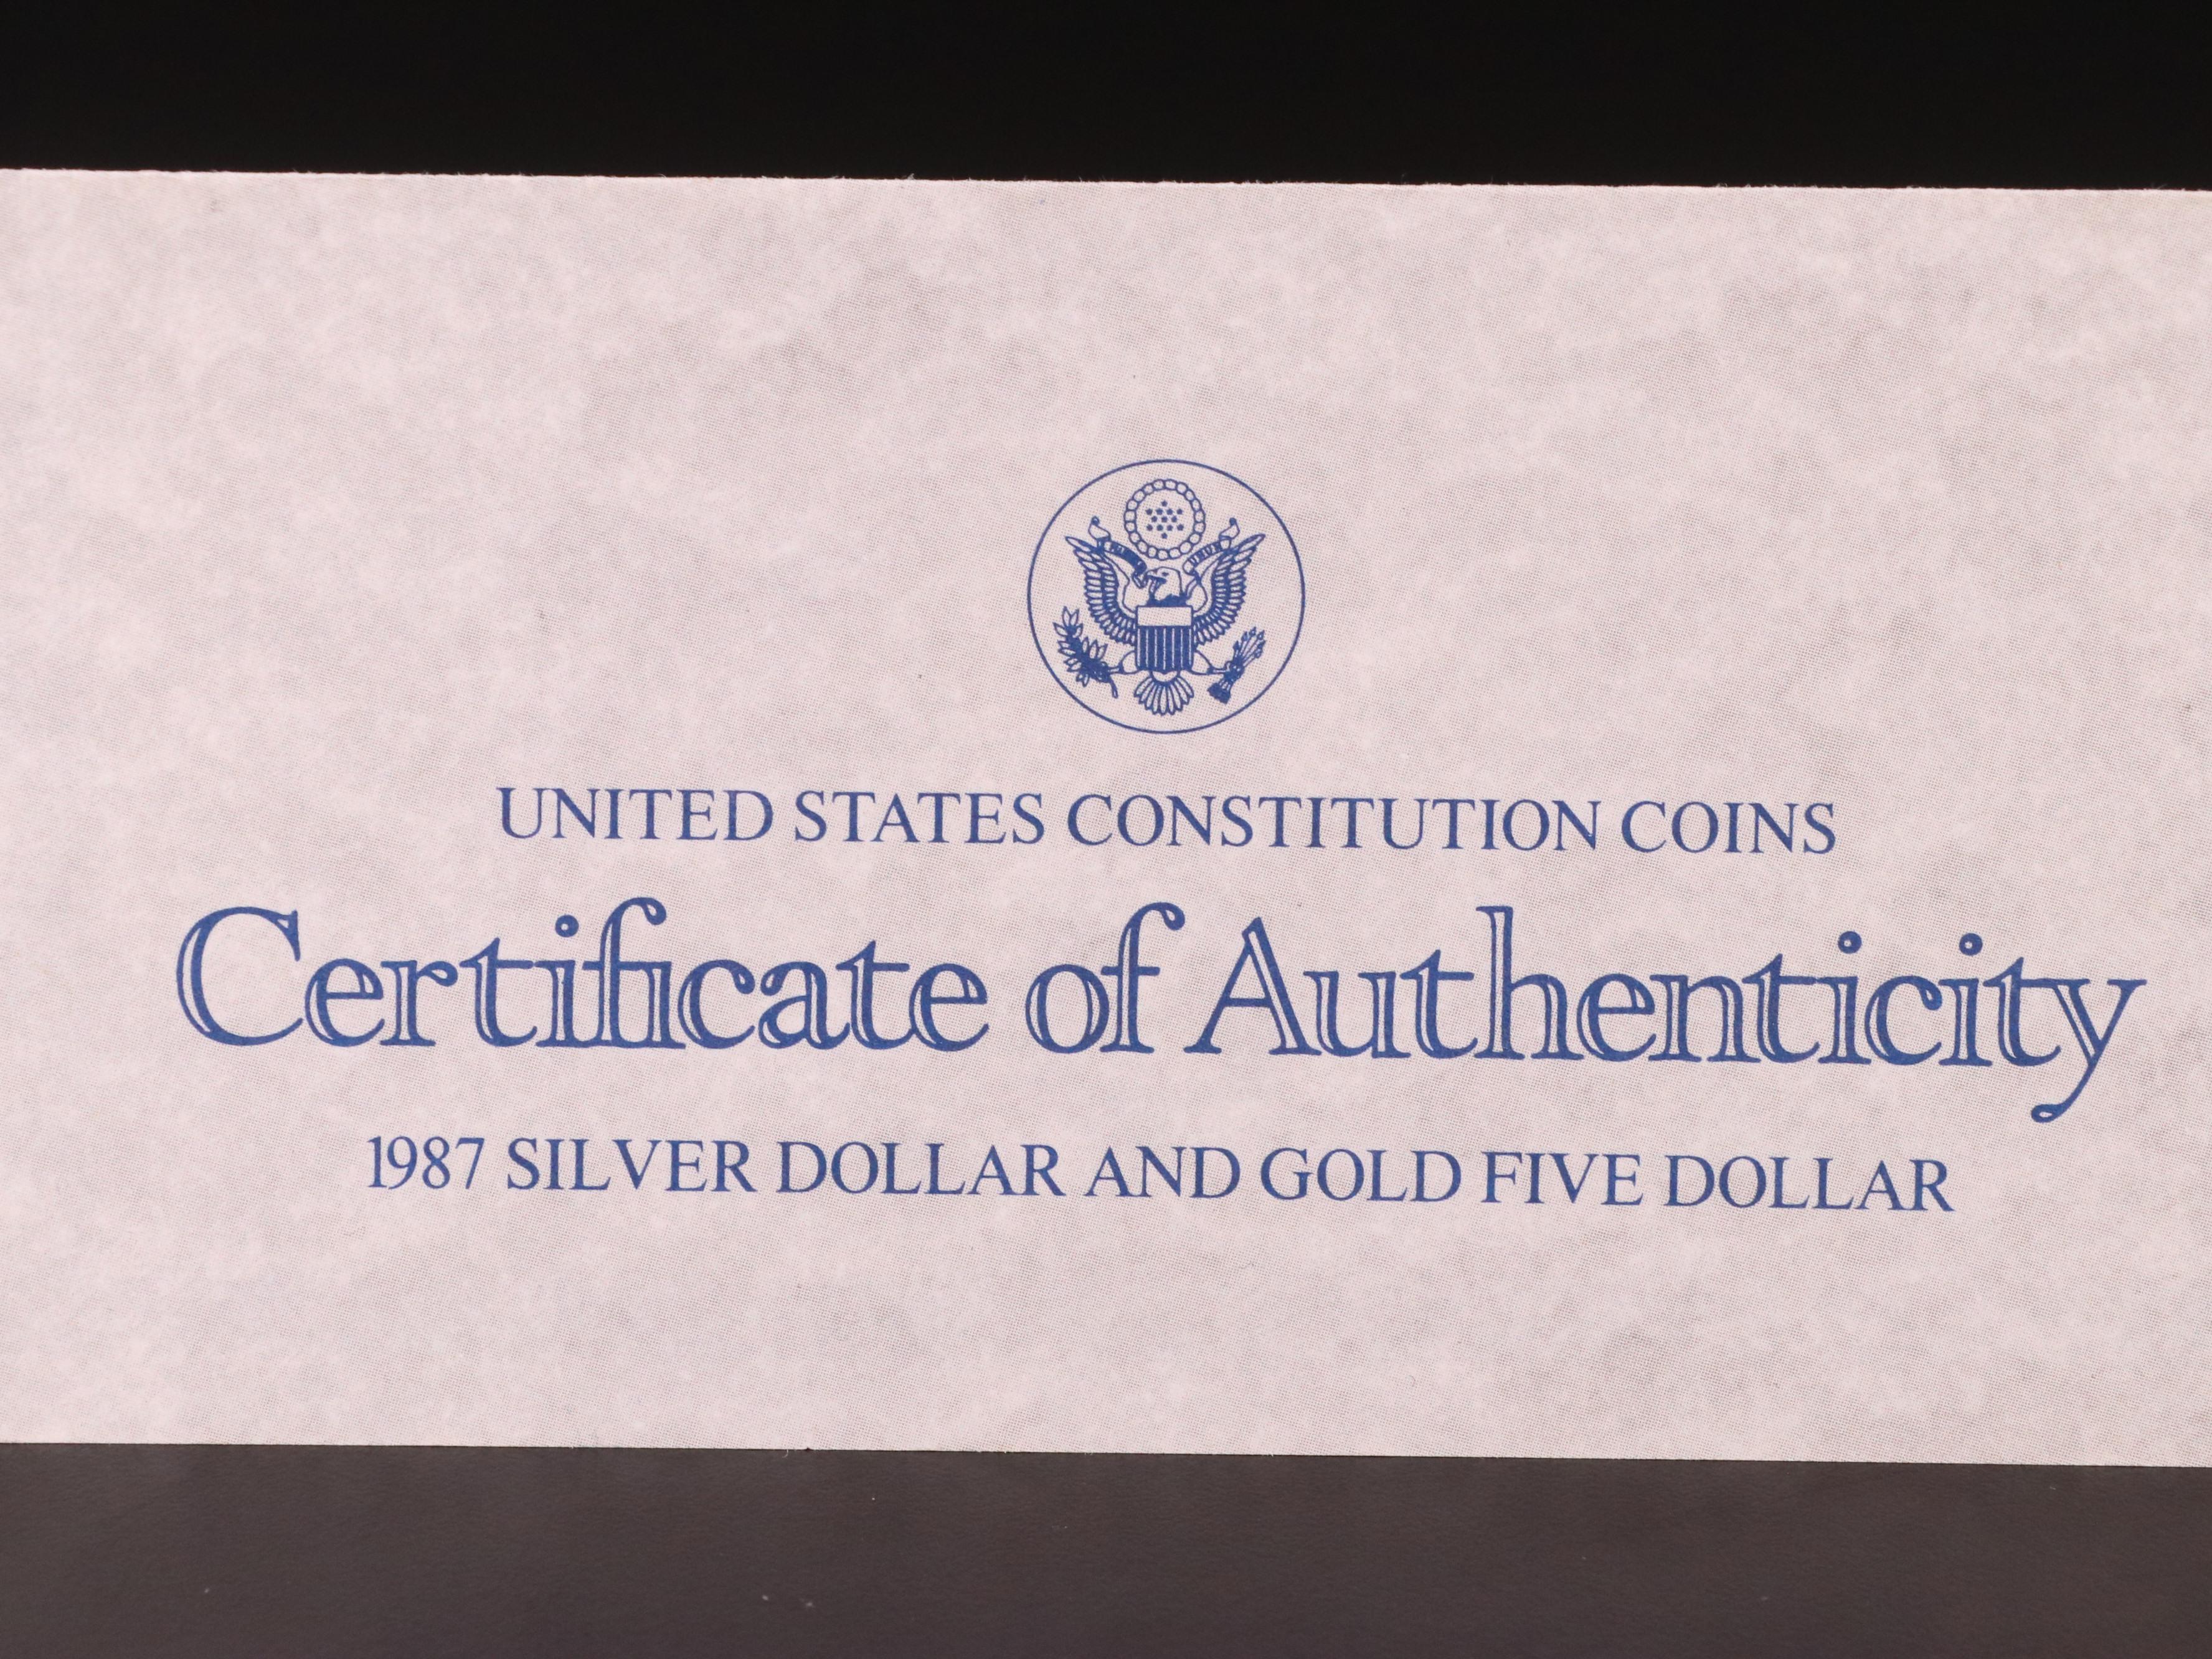 UNITED STATES CONSTITUTION COINS
Certificate of Authenticity
1987 SILVER DOLLAR AND GOLD FIVE DOLLAR